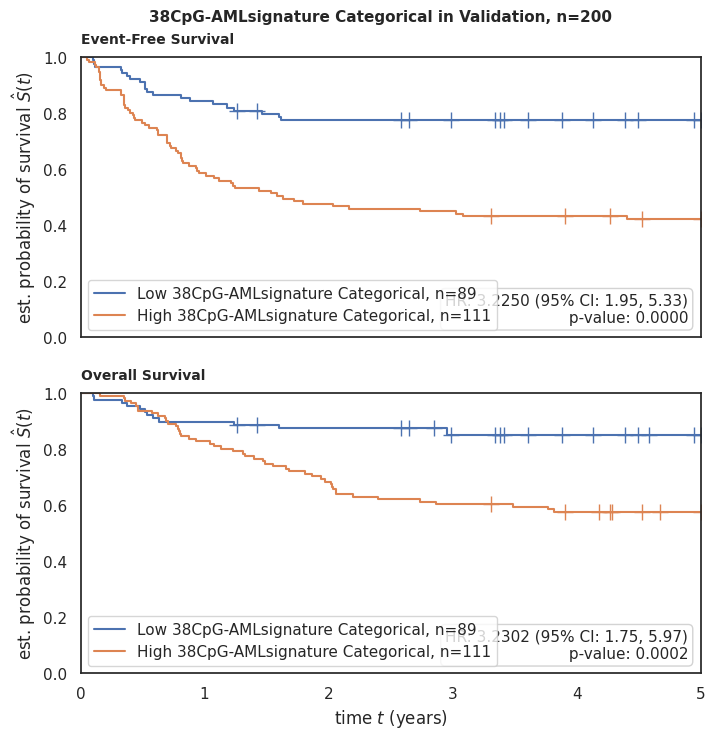 38CpG-AMLsignature Categorical in Validation, n=200
Event-Free Survival
1.0
0.8
0.6
0.4
0.2
0.0
est. probability of survival Ŝ(t)
Low 38CpG-AMLsignature Categorical, n=89
High 38CpG-AMLsignature Categorical, n=111
HR: 3.2250 (95% CI: 1.95, 5.33)
p-value: 0.0000
Overall Survival
1.0
0.8
0.6
0.4
0.2
0.0
est. probability of survival Ŝ(t)
Low 38CpG-AMLsignature Categorical, n=89
High 38CpG-AMLsignature Categorical, n=111
HR: 3.2302 (95% CI: 1.75, 5.97)
p-value: 0.0002
0 1 2 3 4 5
time t (years)